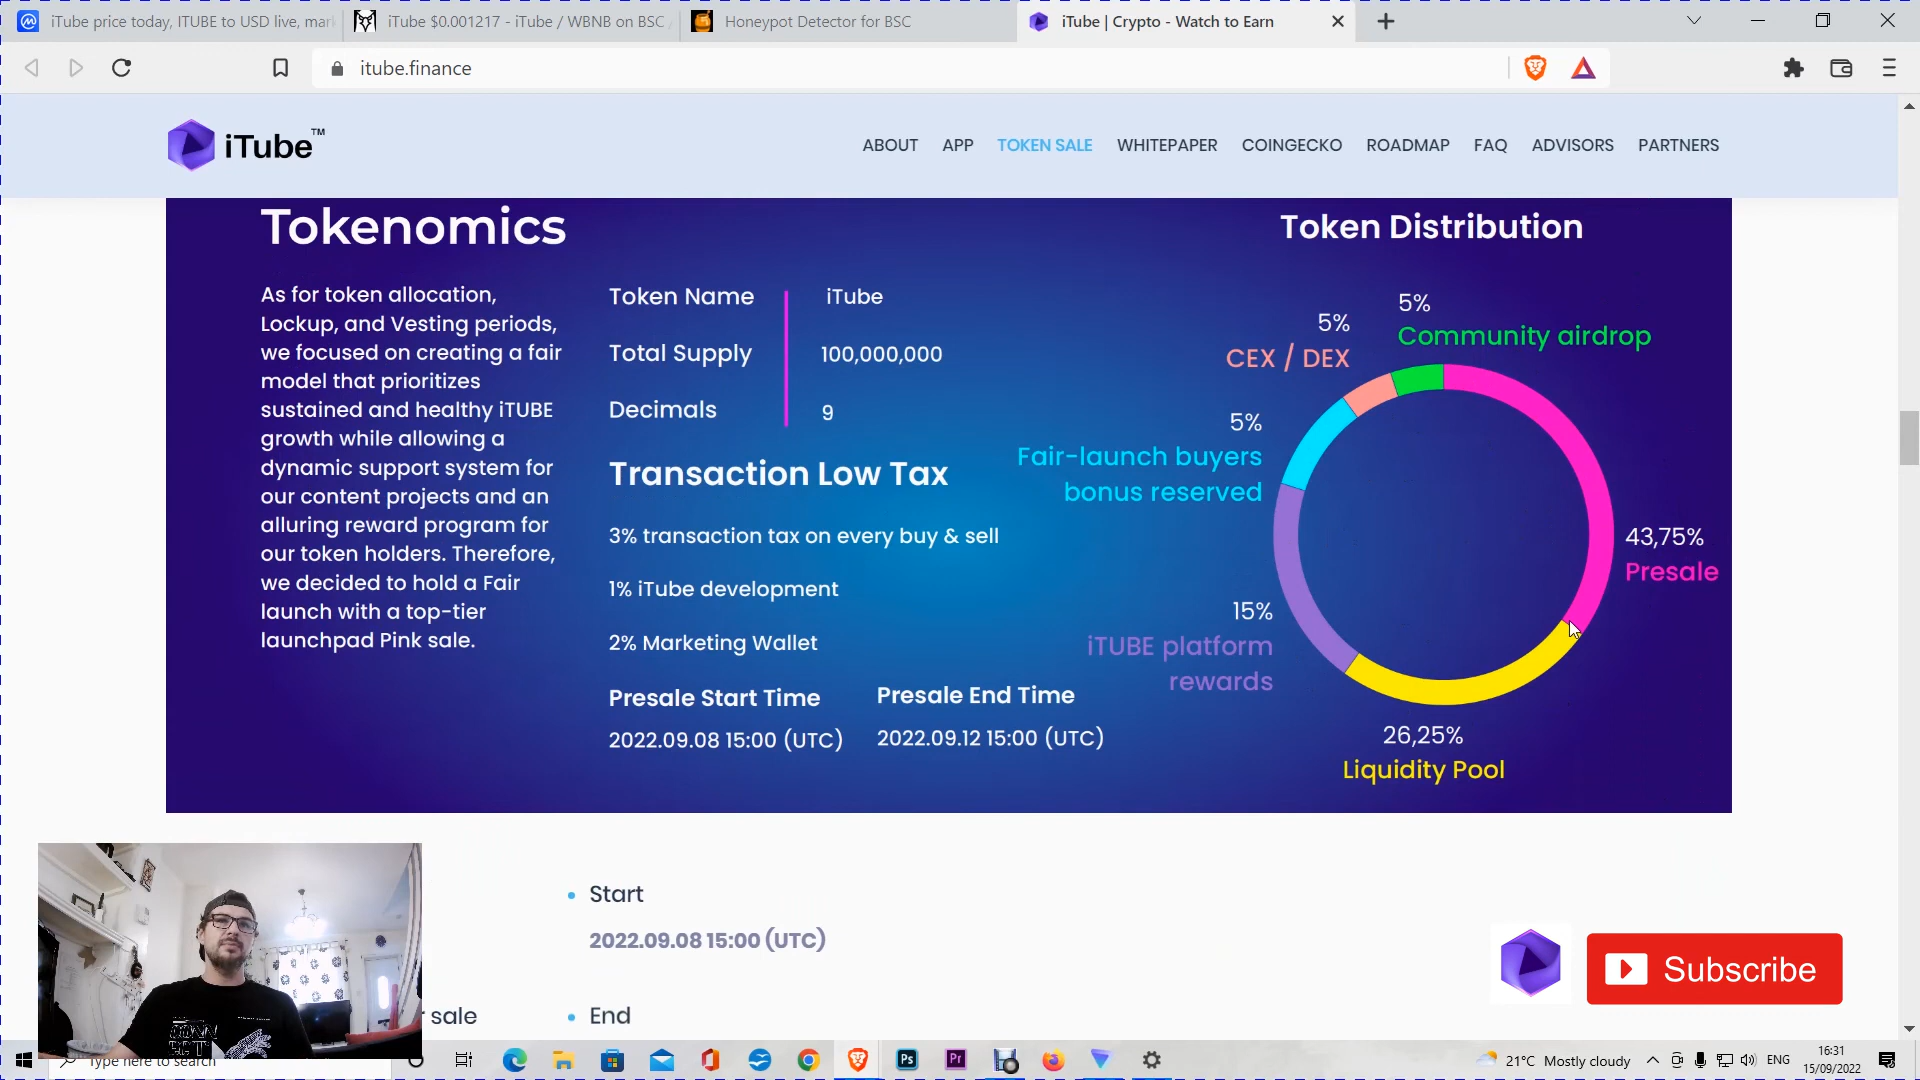 iTube price today, ITUBE to USD live, mar
iTube $0.001217 - iTube / WBNB on BSC
Honeypot Detector for BSC
iTube | Crypto - Watch to Earn
itube.finance
iTube™
ABOUT
APP
TOKEN SALE
WHITEPAPER
COINGECKO
ROADMAP
FAQ
ADVISORS
PARTNERS
Tokenomics
As for token allocation,
Lockup, and Vesting periods,
we focused on creating a fair
model that prioritizes
sustained and healthy iTUBE
growth while allowing a
dynamic support system for
our content projects and an
alluring reward program for
our token holders. Therefore,
we decided to hold a Fair
launch with a top-tier
launchpad Pink sale.
Token Name
iTube
Total Supply
100,000,000
Decimals
9
Transaction Low Tax
3% transaction tax on every buy & sell
1% iTube development
2% Marketing Wallet
Presale Start Time
2022.09.08 15:00 (UTC)
Presale End Time
2022.09.12 15:00 (UTC)
Token Distribution
5%
Community airdrop
5%
CEX / DEX
5%
Fair-launch buyers
bonus reserved
43,75%
Presale
15%
iTUBE platform
rewards
26,25%
Liquidity Pool
Start
2022.09.08 15:00 (UTC)
sale
End
Subscribe
Type here to search
Ps
Pr
21°C Mostly cloudy
ENG
16:31
15/09/2022